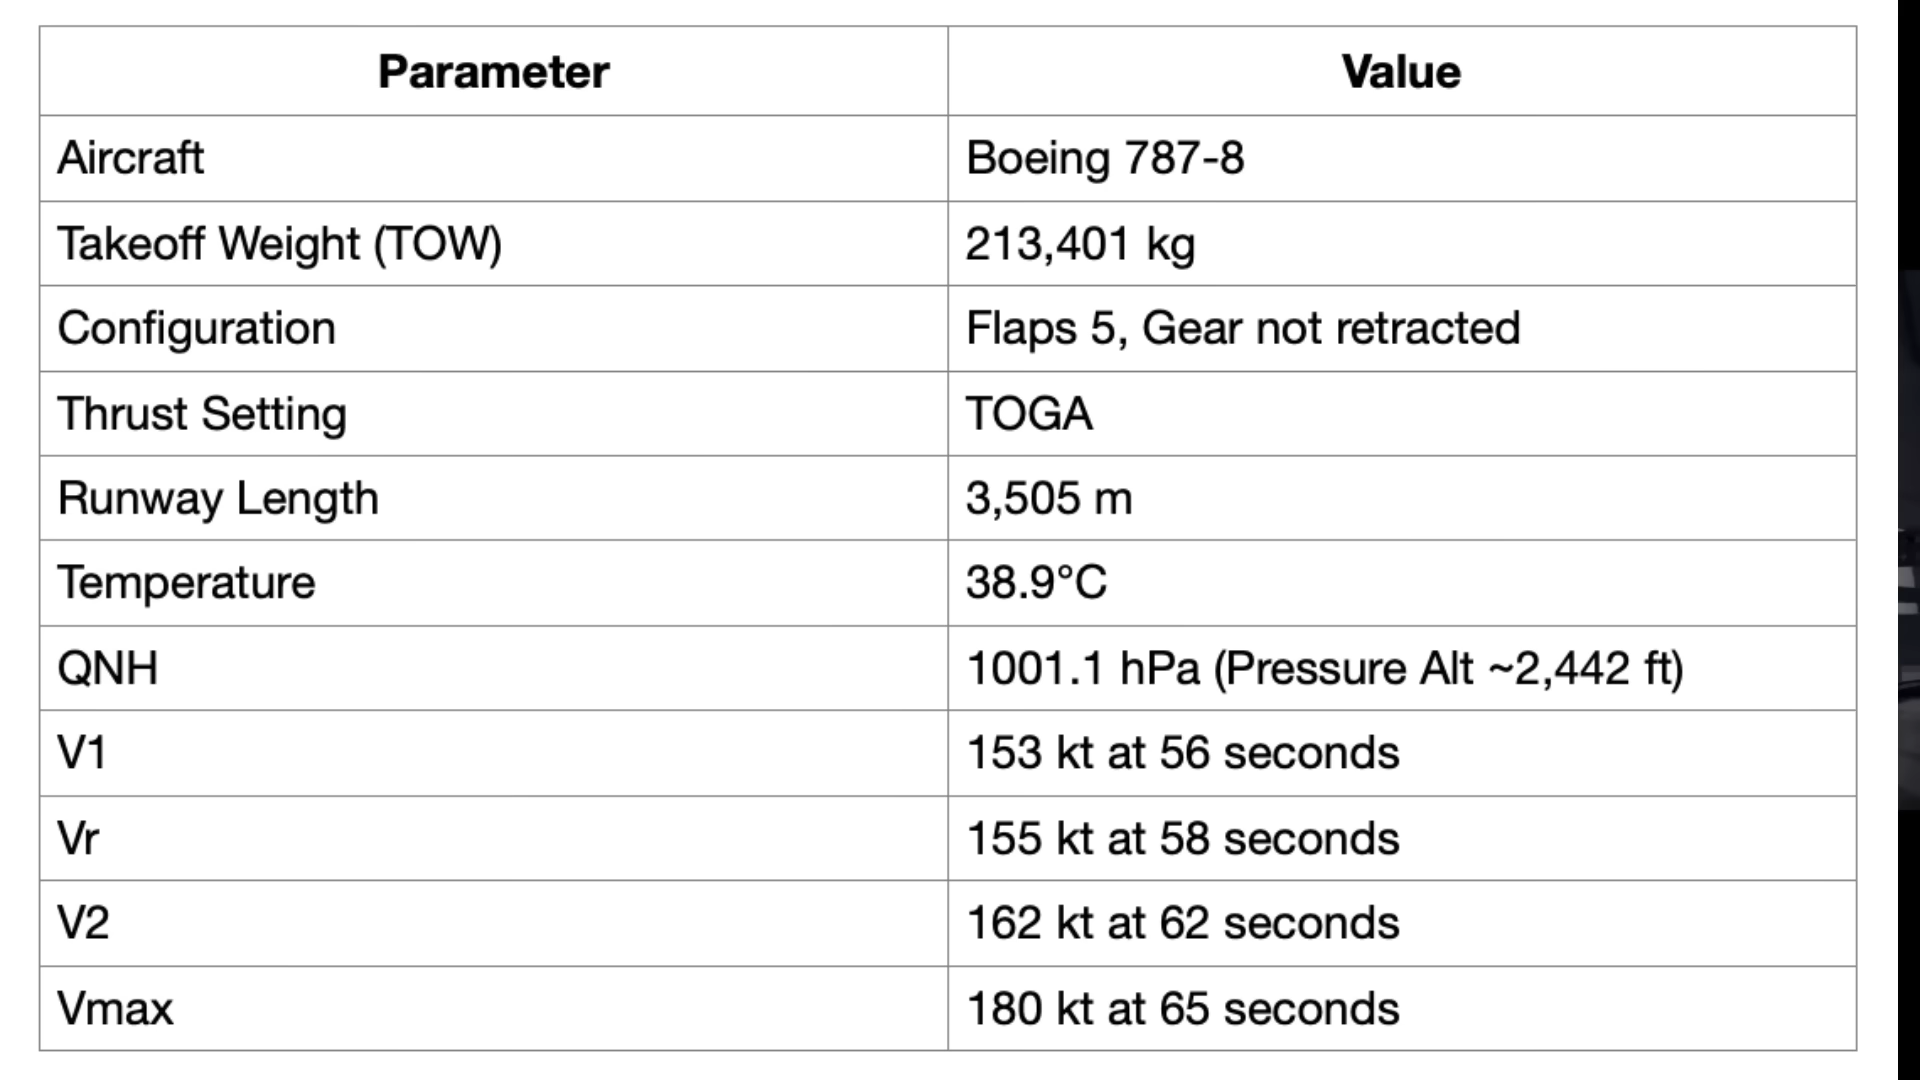 Parameter Value
Aircraft Boeing 787-8
Takeoff Weight (TOW) 213,401 kg
Configuration Flaps 5, Gear not retracted
Thrust Setting TOGA
Runway Length 3,505 m
Temperature 38.9°C
QNH 1001.1 hPa (Pressure Alt ~2,442 ft)
V1 153 kt at 56 seconds
Vr 155 kt at 58 seconds
V2 162 kt at 62 seconds
Vmax 180 kt at 65 seconds